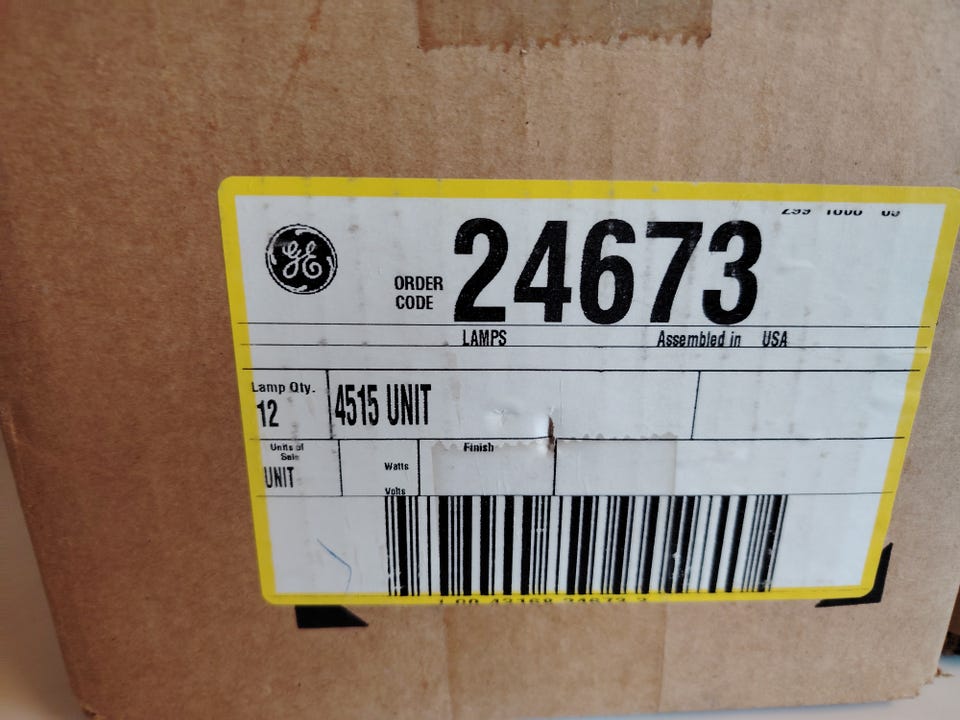 GE
ORDER CODE 24673
LAMPS Assembled in USA
Lamp Qty.
12
4515 UNIT
Units of
Sale
UNIT
Watts
Volts
Finish